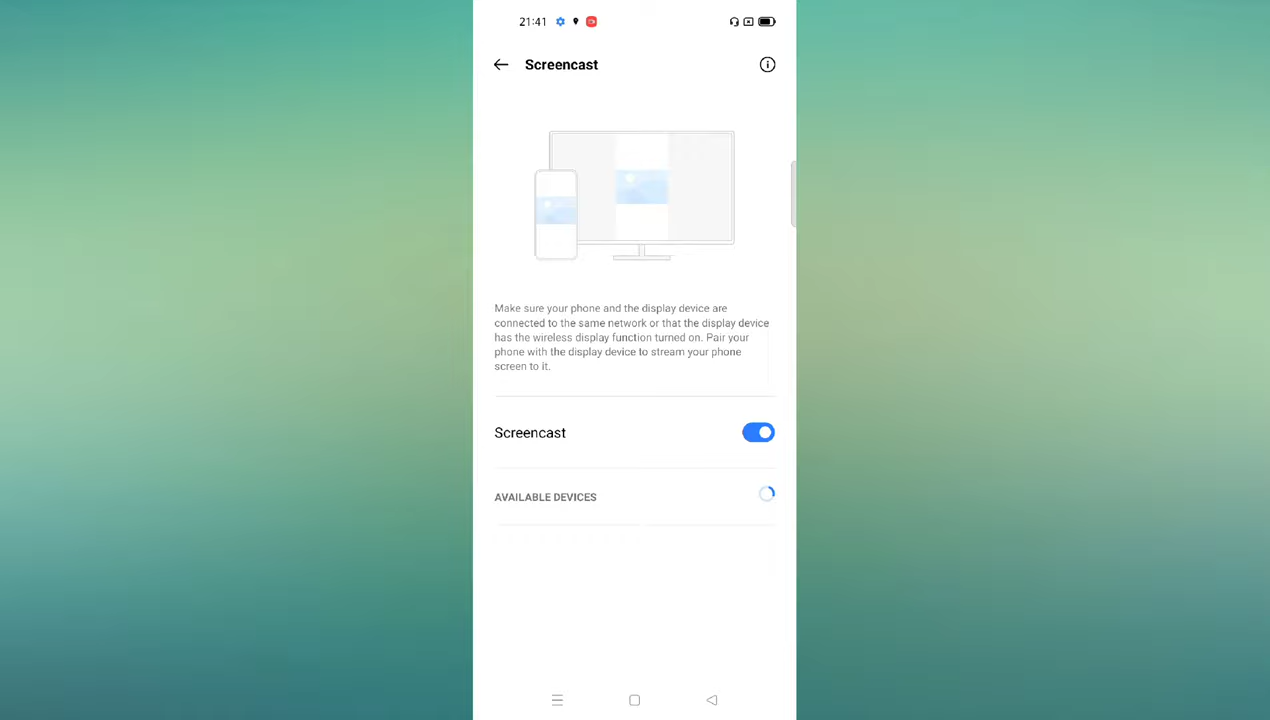 21:41
Screencast
Make sure your phone and the display device are
connected to the same network or that the display device
has the wireless display function turned on. Pair your
phone with the display device to stream your phone
screen to it.
Screencast
AVAILABLE DEVICES